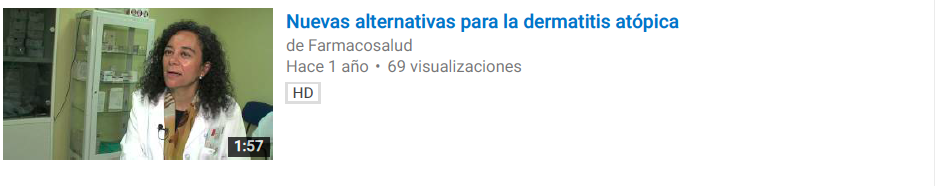 Nuevas alternativas para la dermatitis atópica
de Farmacosalud
Hace 1 año • 69 visualizaciones
HD
1:57